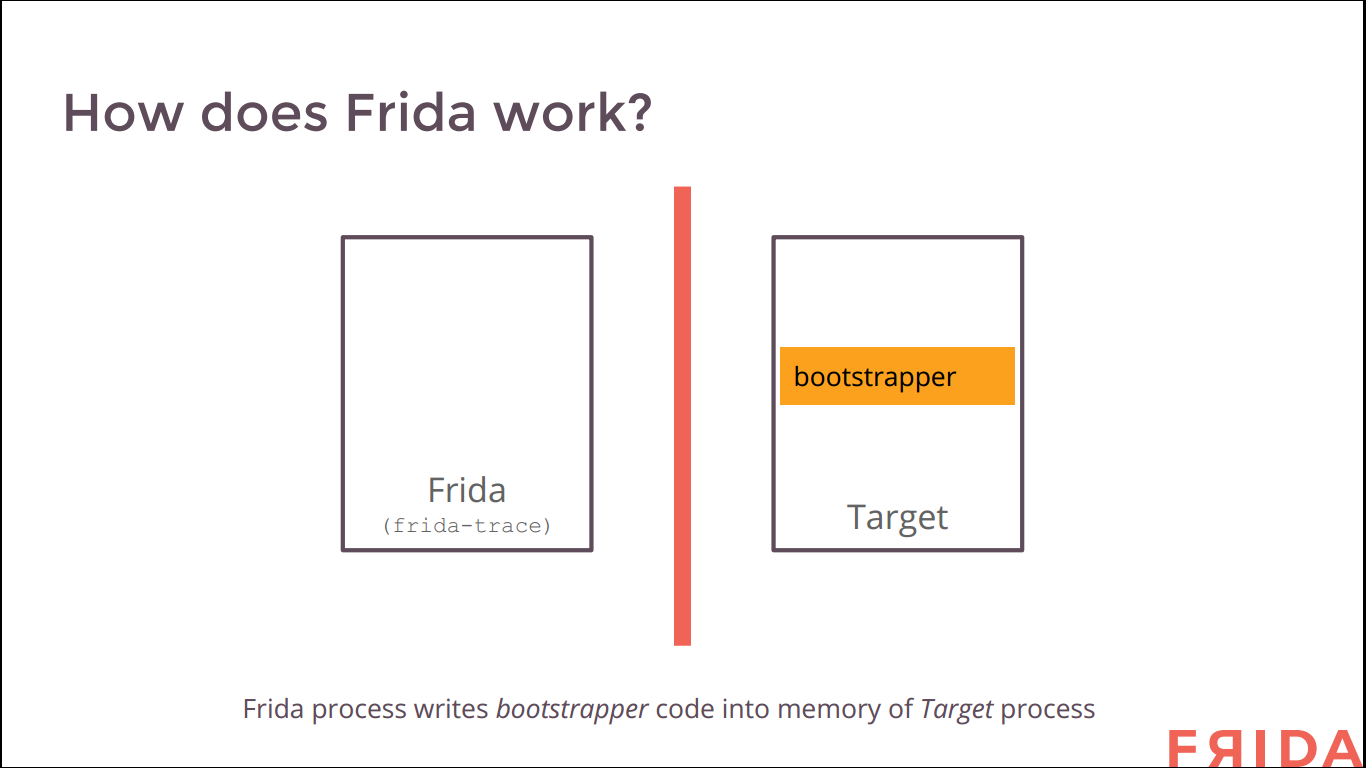 How does Frida work?
bootstrapper
Frida
(frida-trace)
Target
Frida process writes bootstrapper code into memory of Target process
FЯIDA